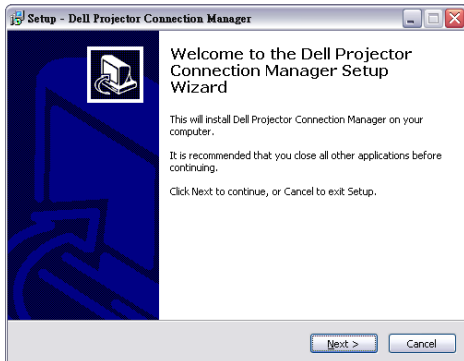 Setup - Dell Projector Connection Manager
Welcome to the Dell Projector
Connection Manager Setup
Wizard
This will install Dell Projector Connection Manager on your
computer.
It is recommended that you close all other applications before
continuing.
Click Next to continue, or Cancel to exit Setup.
Next >
Cancel